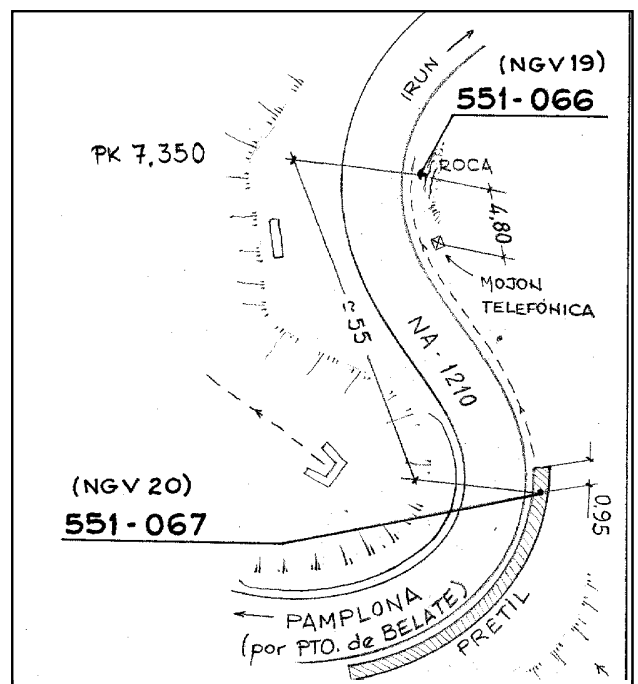 IRUN
(NGV19)
551-066
PK 7,350
ROCA
4,80
MOJON
TELEFÓNICA
c 55
NA-1210
(NGV 20)
551-067
0,95
PAMPLONA
(por PTO. de BELATE)
PRETIL